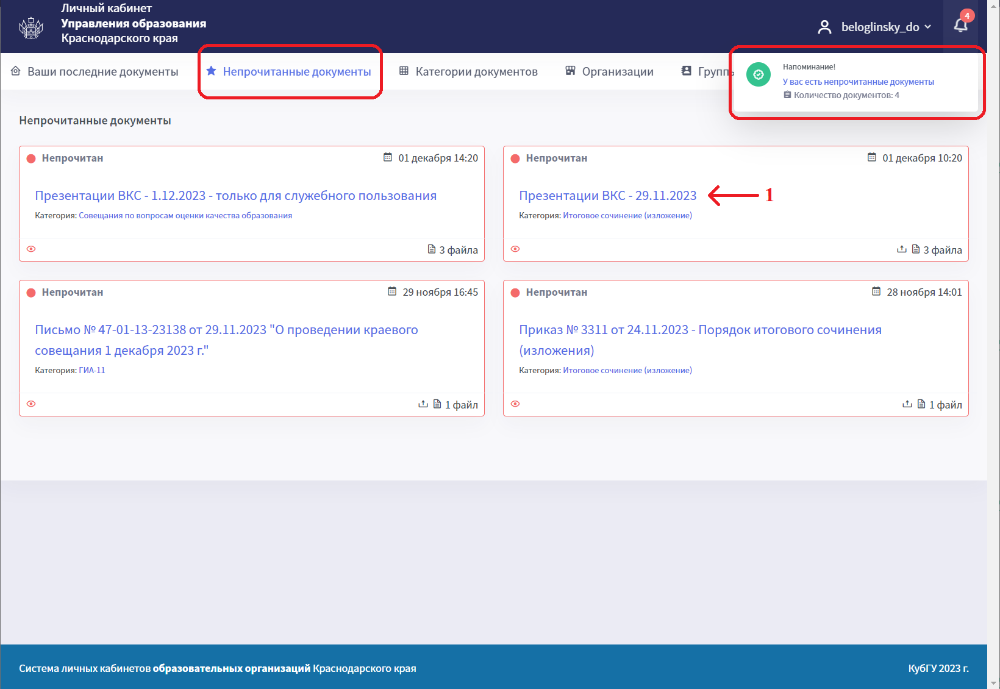 Личный кабинет
Управления образования
Краснодарского края
beloglinsky_do
4
Ваши последние документы
Непрочитанные документы
Категории документов
Организации
Напоминание!
У вас есть непрочитанные документы
Количество документов: 4
Непрочитанные документы
Непрочитан
01 декабря 14:20
Презентации ВКС - 1.12.2023 - только для служебного пользования
Категория: Совещания по вопросам оценки качества образования
3 файла
Непрочитан
01 декабря 10:20
Презентации ВКС - 29.11.2023
1
Категория: Итоговое сочинение (изложение)
3 файла
Непрочитан
29 ноября 16:45
Письмо № 47-01-13-23138 от 29.11.2023 "О проведении краевого
совещания 1 декабря 2023 г."
Категория: ГИА-11
1 файл
Непрочитан
28 ноября 14:01
Приказ № 3311 от 24.11.2023 - Порядок итогового сочинения
(изложения)
Категория: Итоговое сочинение (изложение)
1 файл
Система личных кабинетов образовательных организаций Краснодарского края
КубГУ 2023 г.